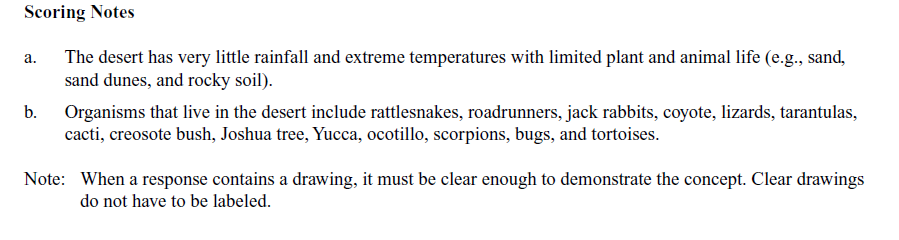 Scoring Notes
a. The desert has very little rainfall and extreme temperatures with limited plant and animal life (e.g., sand,
sand dunes, and rocky soil).
b. Organisms that live in the desert include rattlesnakes, roadrunners, jack rabbits, coyote, lizards, tarantulas,
cacti, creosote bush, Joshua tree, Yucca, ocotillo, scorpions, bugs, and tortoises.
Note: When a response contains a drawing, it must be clear enough to demonstrate the concept. Clear drawings
do not have to be labeled.